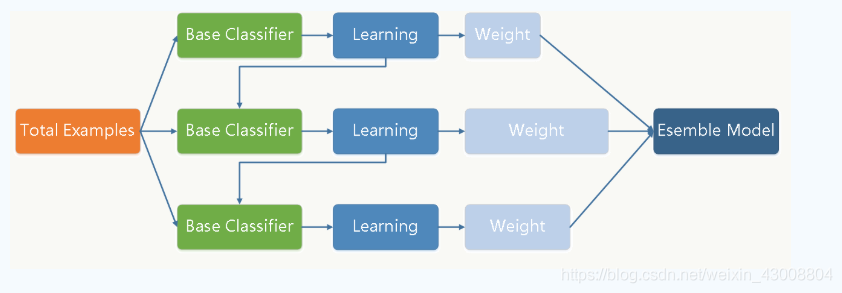 Base Classifier
Learning
Weight
Total Examples
Base Classifier
Learning
Weight
Esemble Model
Base Classifier
Learning
Weight
https://blog.csdn.net/weixin_43008804